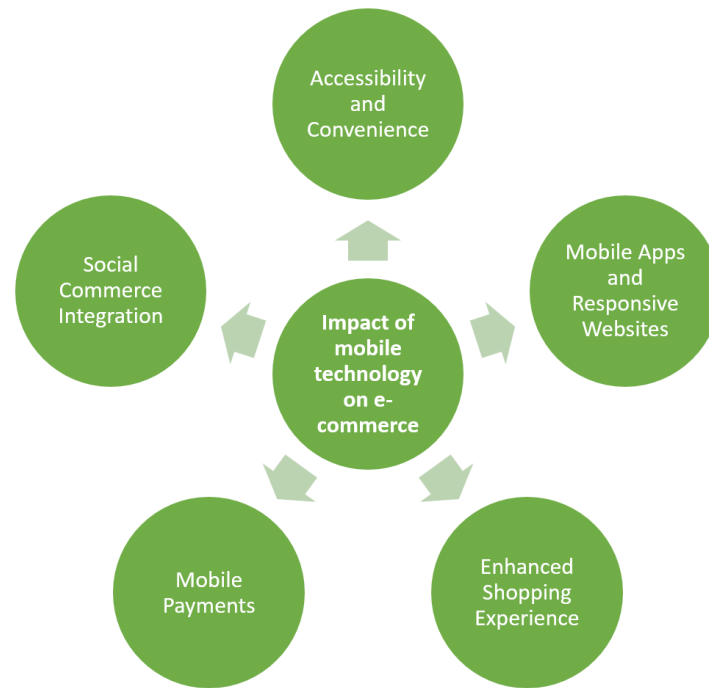 Accessibility
and
Convenience
Social
Commerce
Integration
Mobile Apps
and
Responsive
Websites
Impact of
mobile
technology
on e-
commerce
Mobile
Payments
Enhanced
Shopping
Experience